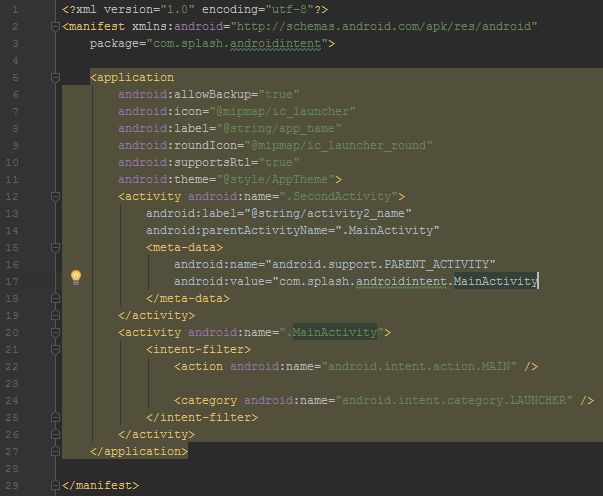 1 <?xml version="1.0" encoding="utf-8"?>
2 <manifest xmlns:android="http://schemas.android.com/apk/res/android"
3 package="com.splash.androidintent">
4
5 <application
6 android:allowBackup="true"
7 android:icon="@mipmap/ic_launcher"
8 android:label="@string/app_name"
9 android:roundIcon="@mipmap/ic_launcher_round"
10 android:supportsRtl="true"
11 android:theme="@style/AppTheme">
12 <activity android:name=".SecondActivity">
13 android:label="@string/activity2_name"
14 android:parentActivityName=".MainActivity"
15 <meta-data>
16 android:name="android.support.PARENT_ACTIVITY"
17 android:value="com.splash.androidintent.MainActivity
18 </meta-data>
19 </activity>
20 <activity android:name=".MainActivity">
21 <intent-filter>
22 <action android:name="android.intent.action.MAIN" />
23
24 <category android:name="android.intent.category.LAUNCHER" />
25 </intent-filter>
26 </activity>
27 </application>
28
29 </manifest>